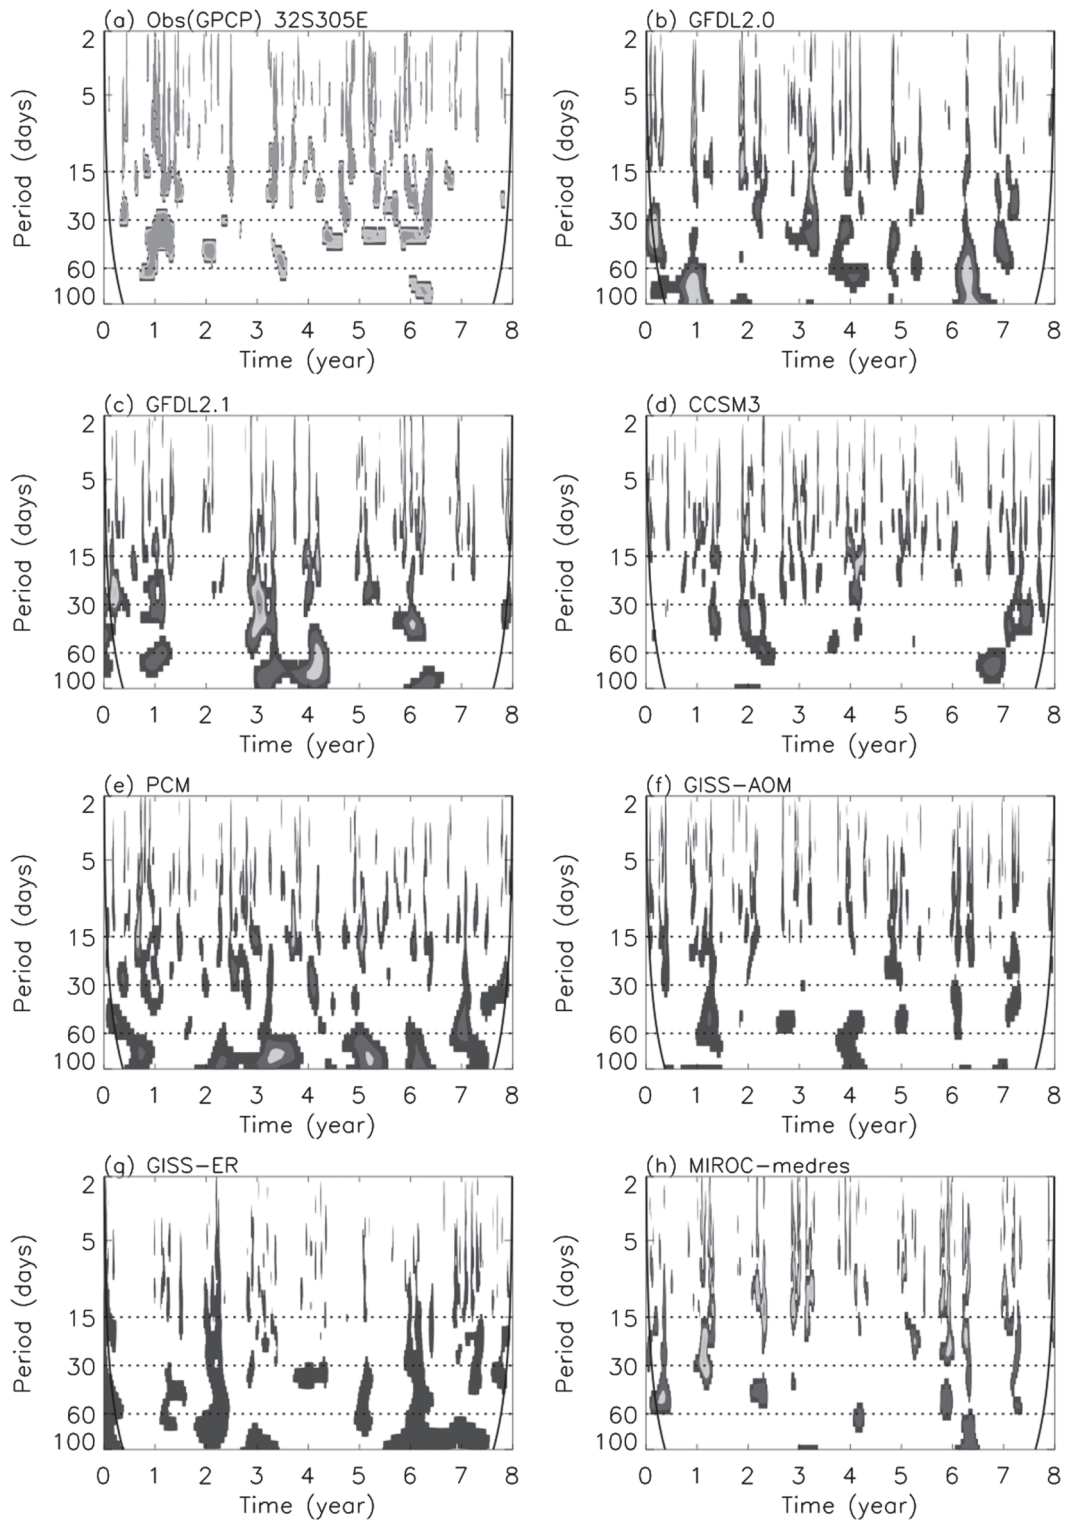 (a) Obs(GPCP) 32S305E
2
5
15
30
60
100
Period (days)
0 1 2 3 4 5 6 7 8
Time (year)
(b) GFDL2.0
2
5
15
30
60
100
Period (days)
0 1 2 3 4 5 6 7 8
Time (year)
(c) GFDL2.1
2
5
15
30
60
100
Period (days)
0 1 2 3 4 5 6 7 8
Time (year)
(d) CCSM3
2
5
15
30
60
100
Period (days)
0 1 2 3 4 5 6 7 8
Time (year)
(e) PCM
2
5
15
30
60
100
Period (days)
0 1 2 3 4 5 6 7 8
Time (year)
(f) GISS-AOM
2
5
15
30
60
100
Period (days)
0 1 2 3 4 5 6 7 8
Time (year)
(g) GISS-ER
2
5
15
30
60
100
Period (days)
0 1 2 3 4 5 6 7 8
Time (year)
(h) MIROC-medres
2
5
15
30
60
100
Period (days)
0 1 2 3 4 5 6 7 8
Time (year)